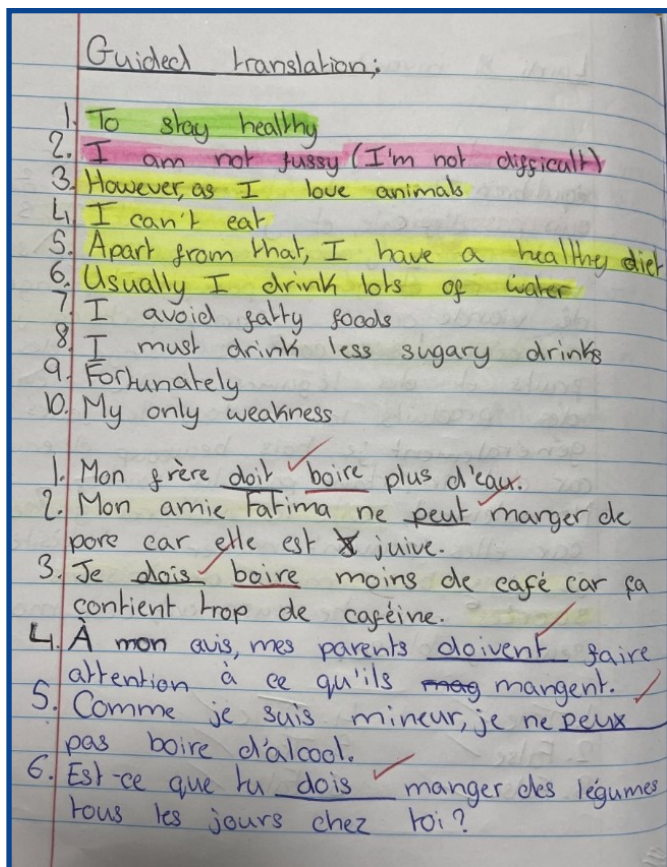 Guided translation;
1. To stay healthy
2. I am not fussy (I'm not difficult)
3. However, as I love animals
4. I can't eat
5. Apart from that, I have a healthy diet
6. Usually I drink lots of water
7. I avoid fatty foods
8. I must drink less sugary drinks
9. Fortunately
10. My only weakness
1. Mon frère doit boire plus d'eau.
2. Mon amie Fatima ne peut manger de
porc car elle est juive.
3. Je dois boire moins de café car ça
contient trop de caféine.
4. À mon avis, mes parents doivent faire
attention à ce qu'ils mag mangent.
5. Comme je suis mineur, je ne peux
pas boire d'alcool.
6. Est-ce que tu dois manger des légumes
tous les jours chez toi?